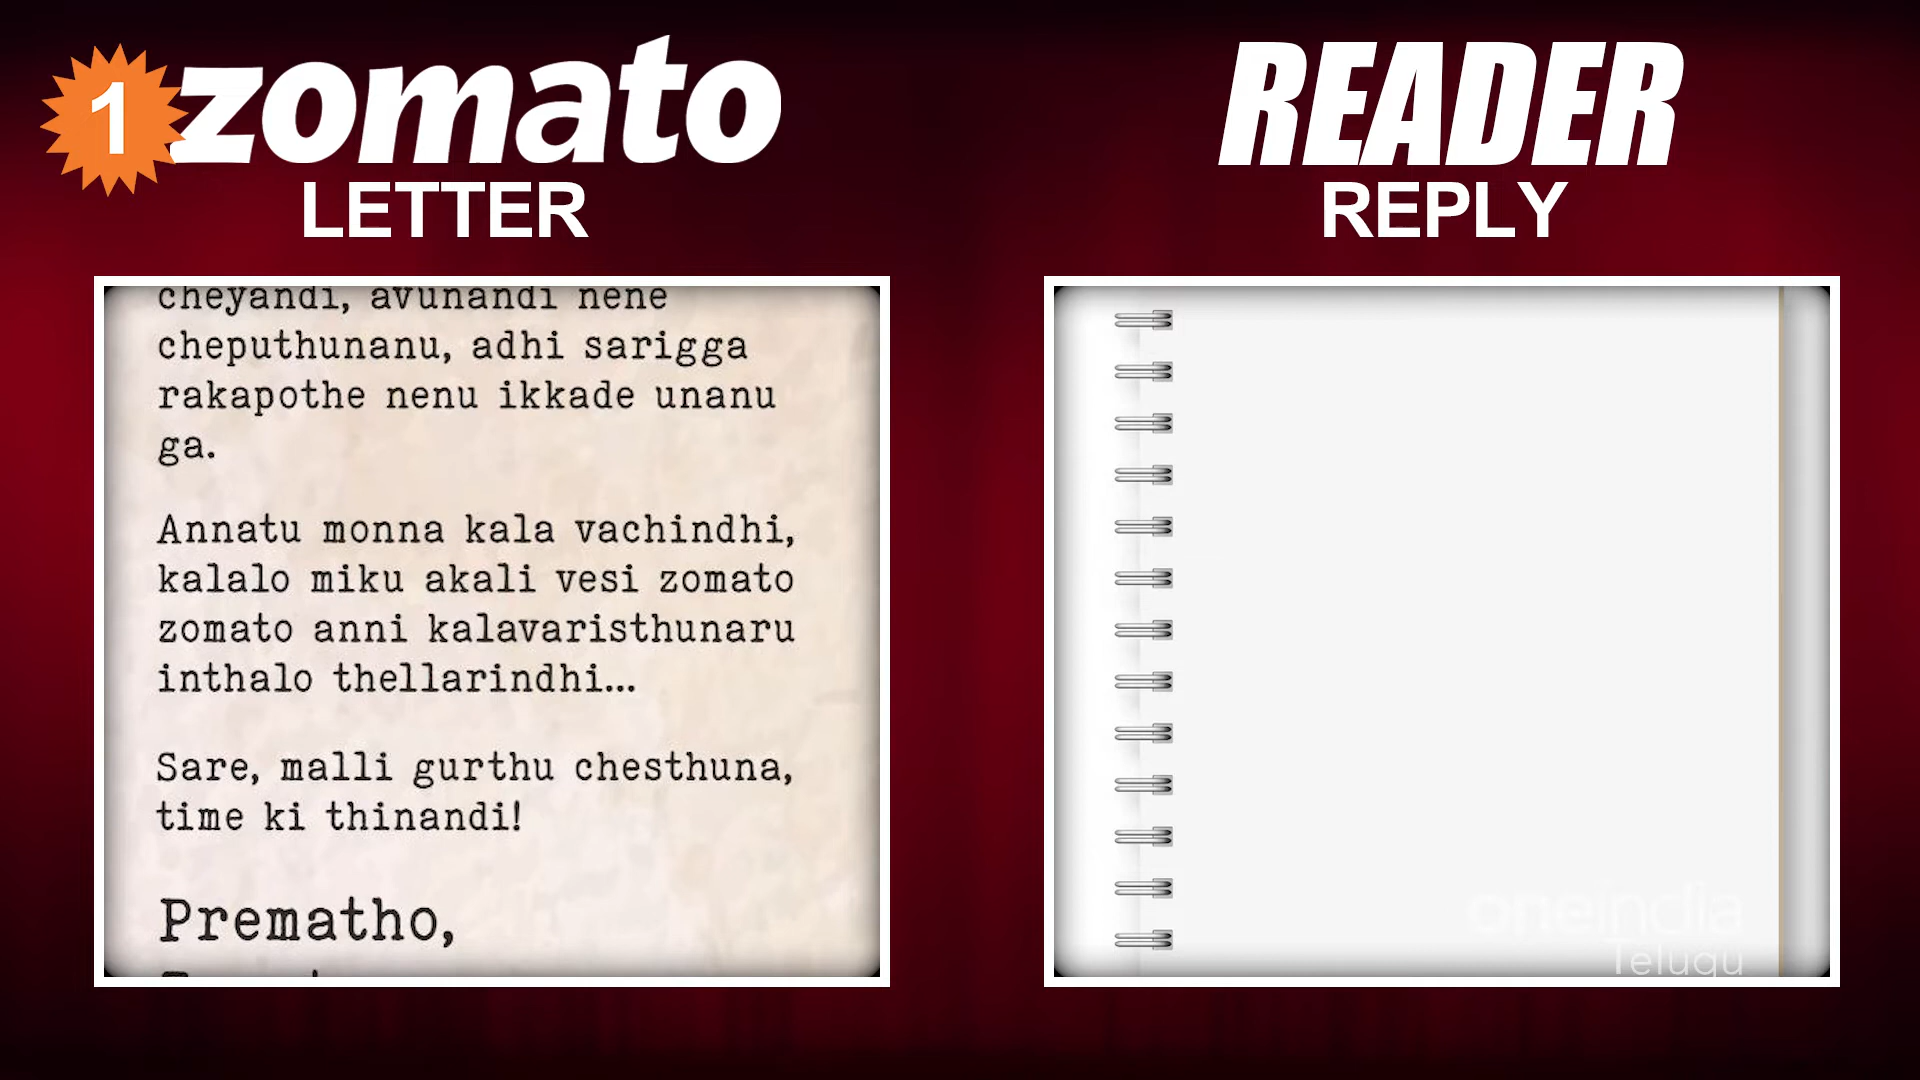 1
zomato
LETTER
cheyandi, avunandi nene
cheputhunanu, adhi sarigga
rakapothe nenu ikkade unanu
ga.
Annatu monna kala vachindhi,
kalalo miku akali vesi zomato
zomato anni kalavaristhunaru
inthalo thellarindhi...
Sare, malli gurthu chesthuna,
time ki thinandi!
Prematho,
READER
REPLY
oneindia
Telugu